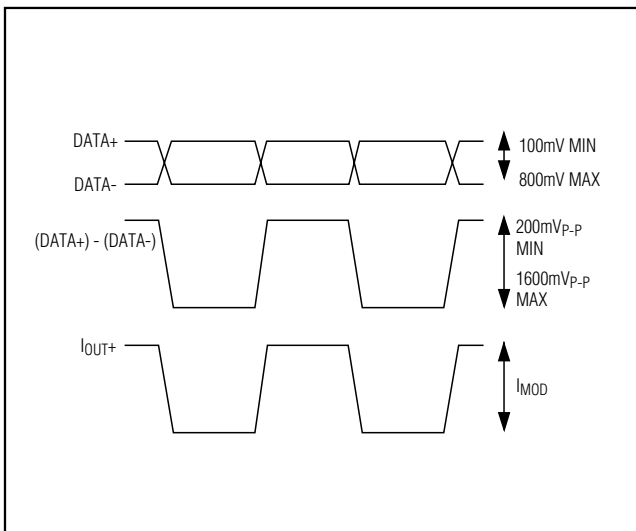 DATA+
100mV MIN
DATA-
800mV MAX
(DATA+) - (DATA-)
200mVP-P
MIN
1600mVP-P
MAX
IOUT+
IMOD